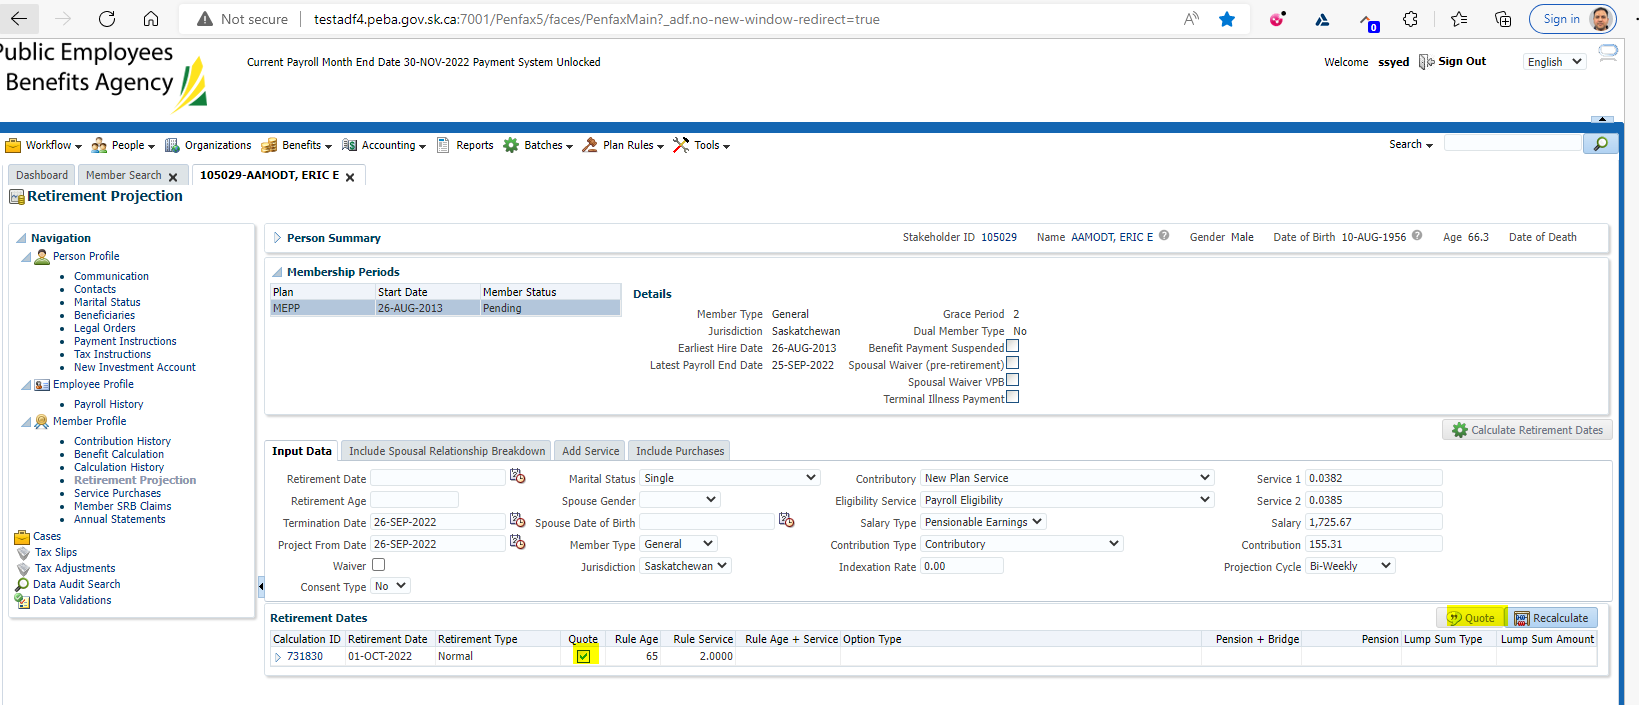 Not secure testadf4.peba.gov.sk.ca:7001/Penfax5/faces/PenfaxMain?_adf.no-new-window-redirect=true
0
Sign in
Public Employees
Benefits Agency
Current Payroll Month End Date 30-NOV-2022 Payment System Unlocked
Welcome ssyed Sign Out English
Workflow People Organizations Benefits Accounting Reports Batches Plan Rules Tools Search
Dashboard Member Search 105029-AAMODT, ERIC E
Retirement Projection
Navigation
Person Profile
Communication
Contacts
Marital Status
Beneficiaries
Legal Orders
Payment Instructions
Tax Instructions
New Investment Account
Employee Profile
Payroll History
Member Profile
Contribution History
Benefit Calculation
Calculation History
Retirement Projection
Service Purchases
Member SRB Claims
Annual Statements
Cases
Tax Slips
Tax Adjustments
Data Audit Search
Data Validations
Person Summary Stakeholder ID 105029 Name AAMODT, ERIC E Gender Male Date of Birth 10-AUG-1956 Age 66.3 Date of Death
Membership Periods
Plan Start Date Member Status
MEPP 26-AUG-2013 Pending
Details
Member Type General Grace Period 2
Jurisdiction Saskatchewan Dual Member Type No
Earliest Hire Date 26-AUG-2013 Benefit Payment Suspended
Latest Payroll End Date 25-SEP-2022 Spousal Waiver (pre-retirement)
Spousal Waiver VPB
Terminal Illness Payment
Calculate Retirement Dates
Input Data Include Spousal Relationship Breakdown Add Service Include Purchases
Retirement Date Marital Status Single Contributory New Plan Service Service 1 0.0382
Retirement Age Spouse Gender Eligibility Service Payroll Eligibility Service 2 0.0385
Termination Date 26-SEP-2022 Spouse Date of Birth Salary Type Pensionable Earnings Salary 1,725.67
Project From Date 26-SEP-2022 Member Type General Contribution Type Contributory Contribution 155.31
Waiver Jurisdiction Saskatchewan Indexation Rate 0.00 Projection Cycle Bi-Weekly
Consent Type No
Retirement Dates Quote Recalculate
Calculation ID Retirement Date Retirement Type Quote Rule Age Rule Service Rule Age + Service Option Type Pension + Bridge Pension Lump Sum Type Lump Sum Amount
731830 01-OCT-2022 Normal 65 2.0000